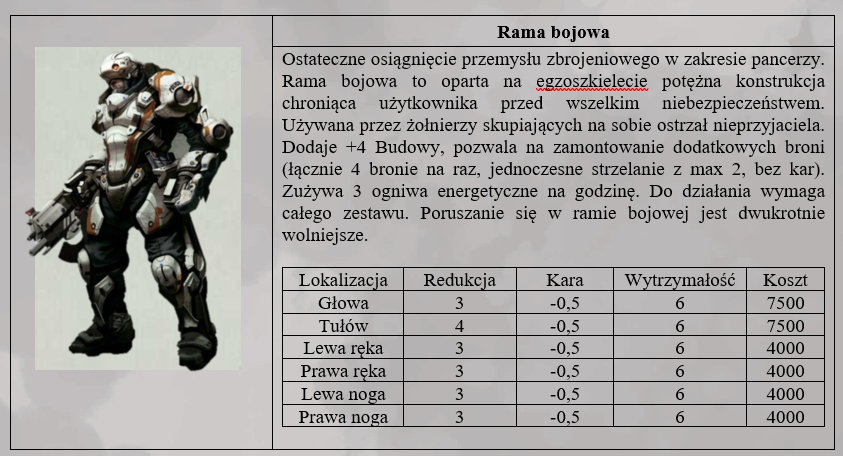 Rama bojowa
Ostateczne osiągnięcie przemysłu zbrojeniowego w zakresie pancerzy.
Rama bojowa to oparta na egzoszkielecie potężna konstrukcja
chroniąca użytkownika przed wszelkim niebezpieczeństwem.
Używana przez żołnierzy skupiających na sobie ostrzał nieprzyjaciela.
Dodaje +4 Budowy, pozwala na zamontowanie dodatkowych broni
(łącznie 4 bronie na raz, jednoczesne strzelanie z max 2, bez kar).
Zużywa 3 ogniwa energetyczne na godzinę. Do działania wymaga
całego zestawu. Poruszanie się w ramie bojowej jest dwukrotnie
wolniejsze.
Lokalizacja Redukcja Kara Wytrzymałość Koszt
Głowa 3 -0,5 6 7500
Tułów 4 -0,5 6 7500
Lewa ręka 3 -0,5 6 4000
Prawa ręka 3 -0,5 6 4000
Lewa noga 3 -0,5 6 4000
Prawa noga 3 -0,5 6 4000